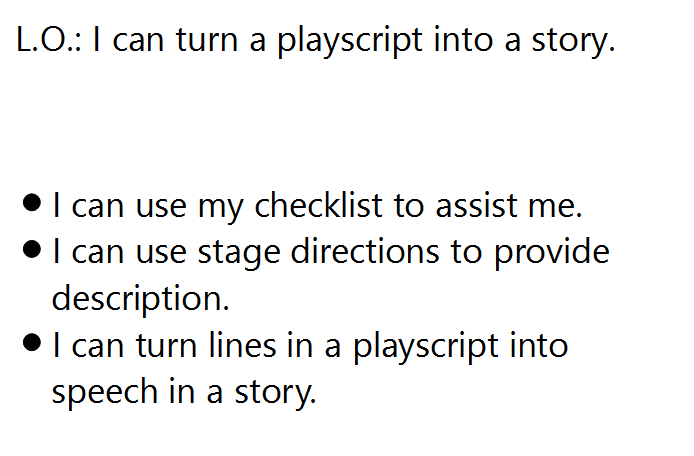 L.O.: I can turn a playscript into a story.
● I can use my checklist to assist me.
● I can use stage directions to provide
description.
● I can turn lines in a playscript into
speech in a story.